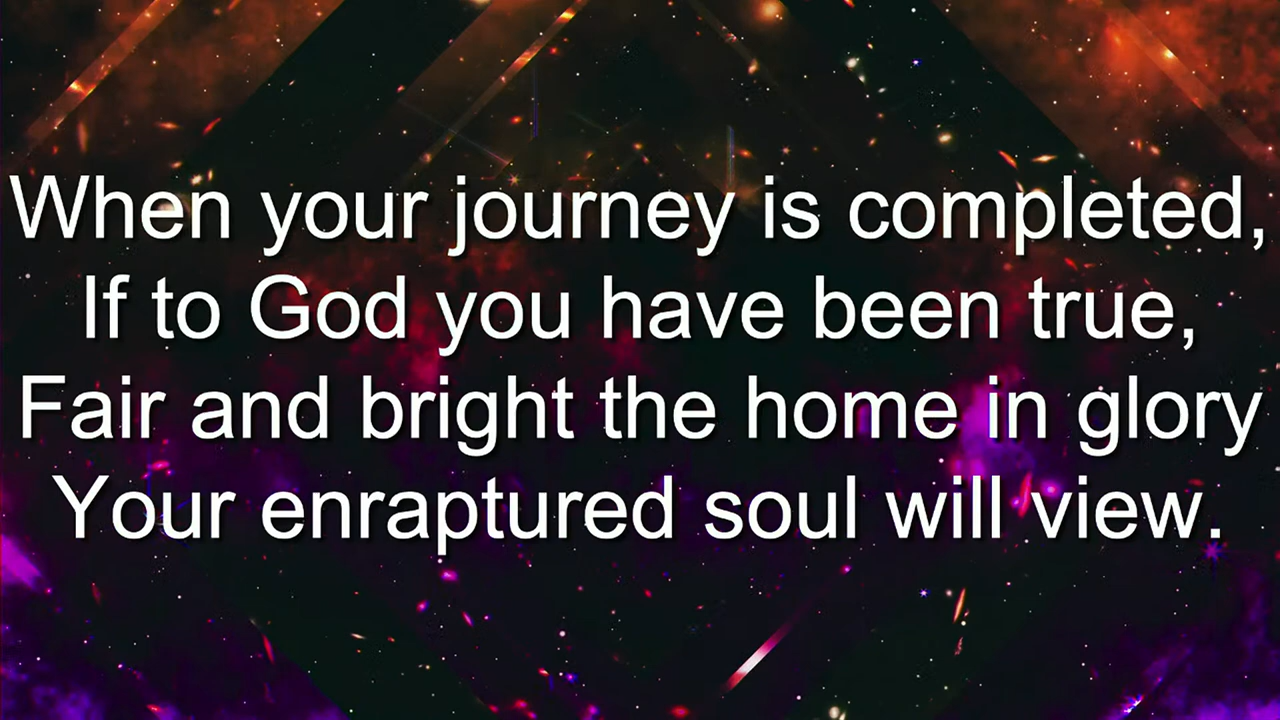 When your journey is completed,
If to God you have been true,
Fair and bright the home in glory
Your enraptured soul will view.